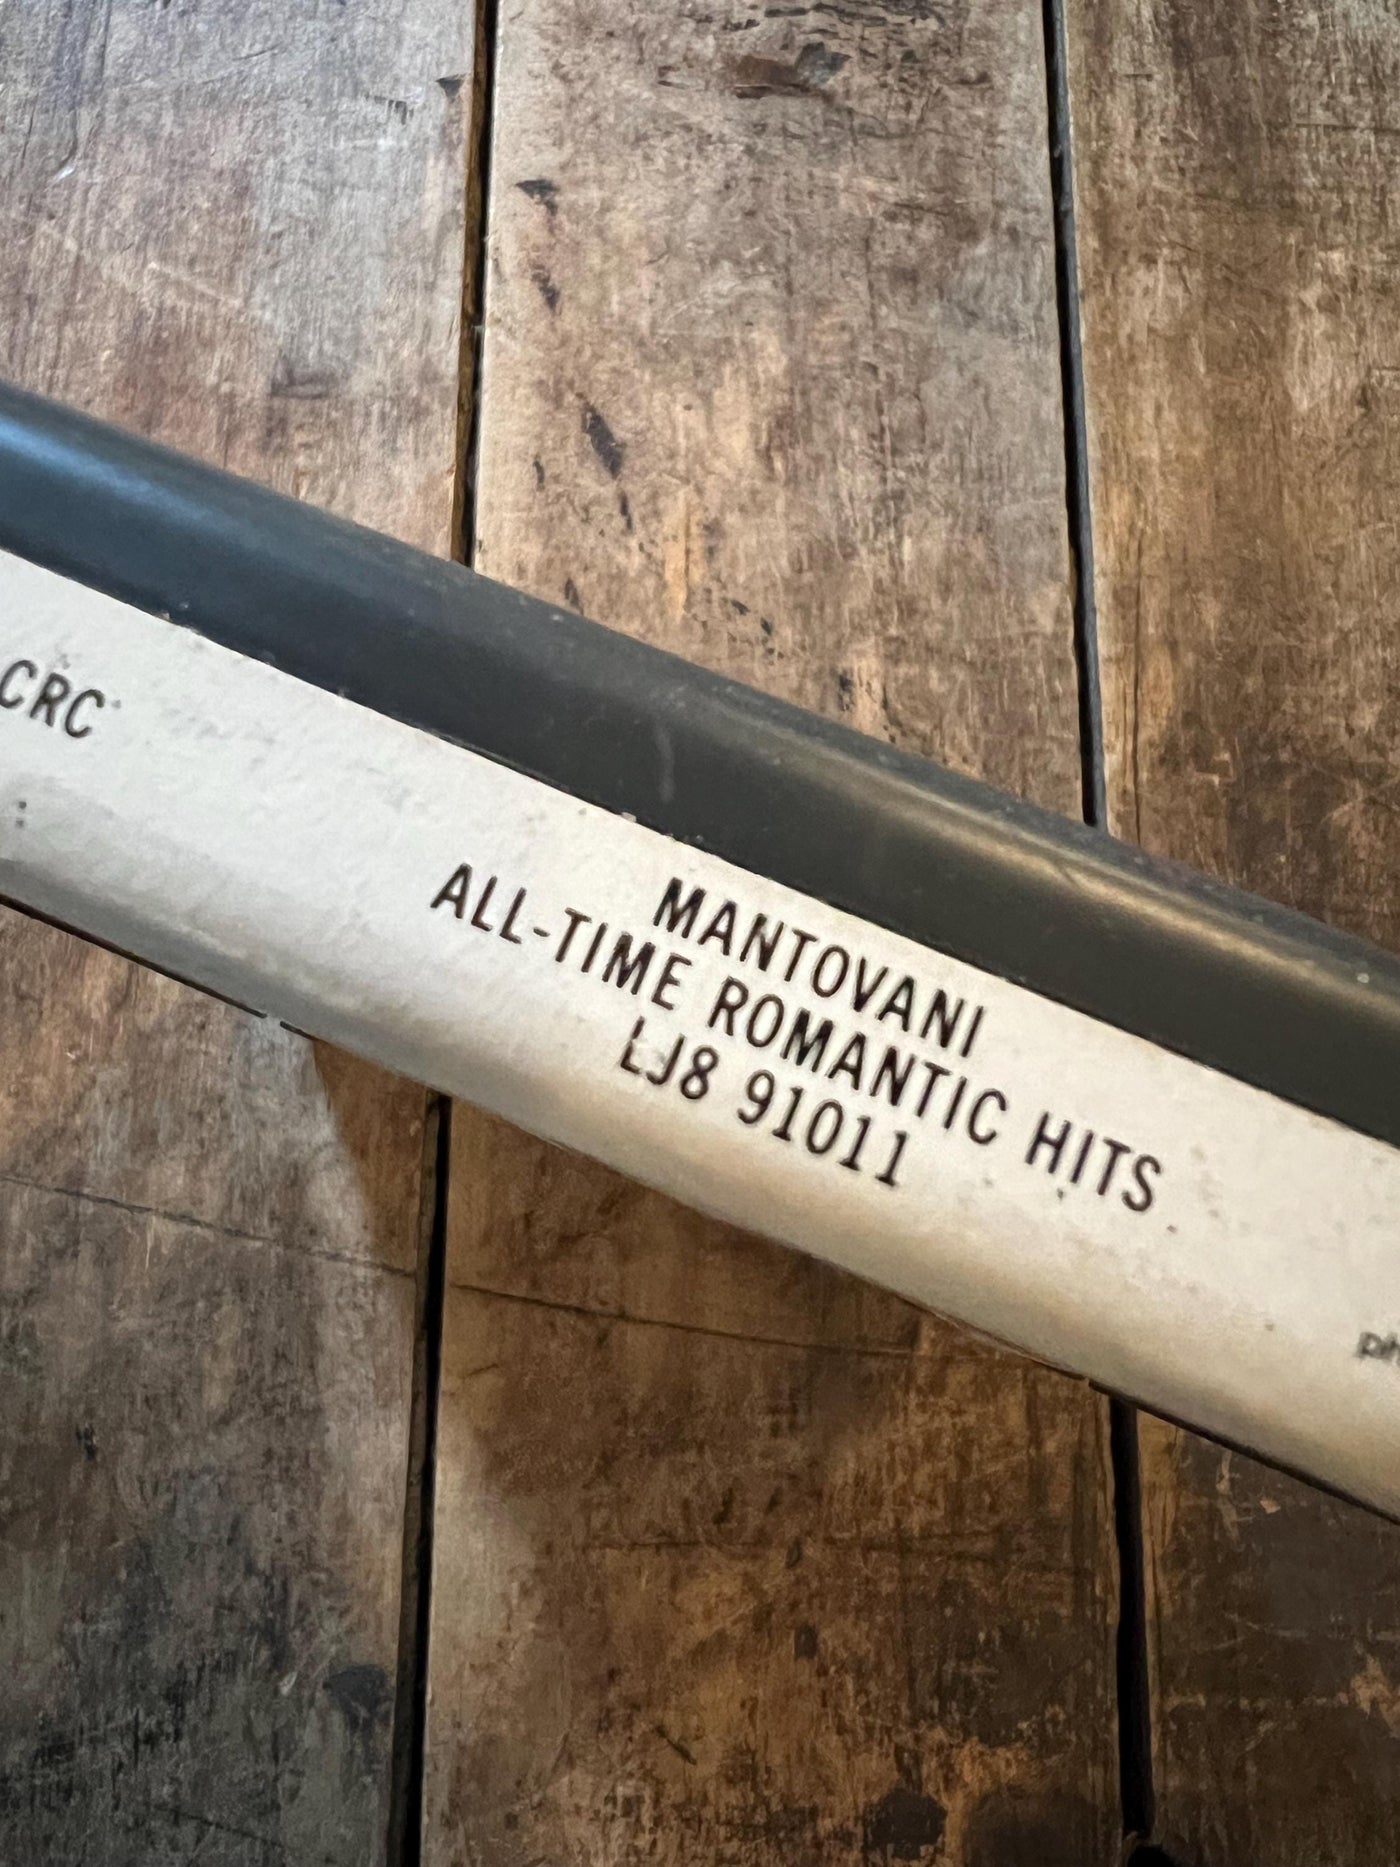 CRC
MANTOVANI
ALL-TIME ROMANTIC HITS
LJ8 91011